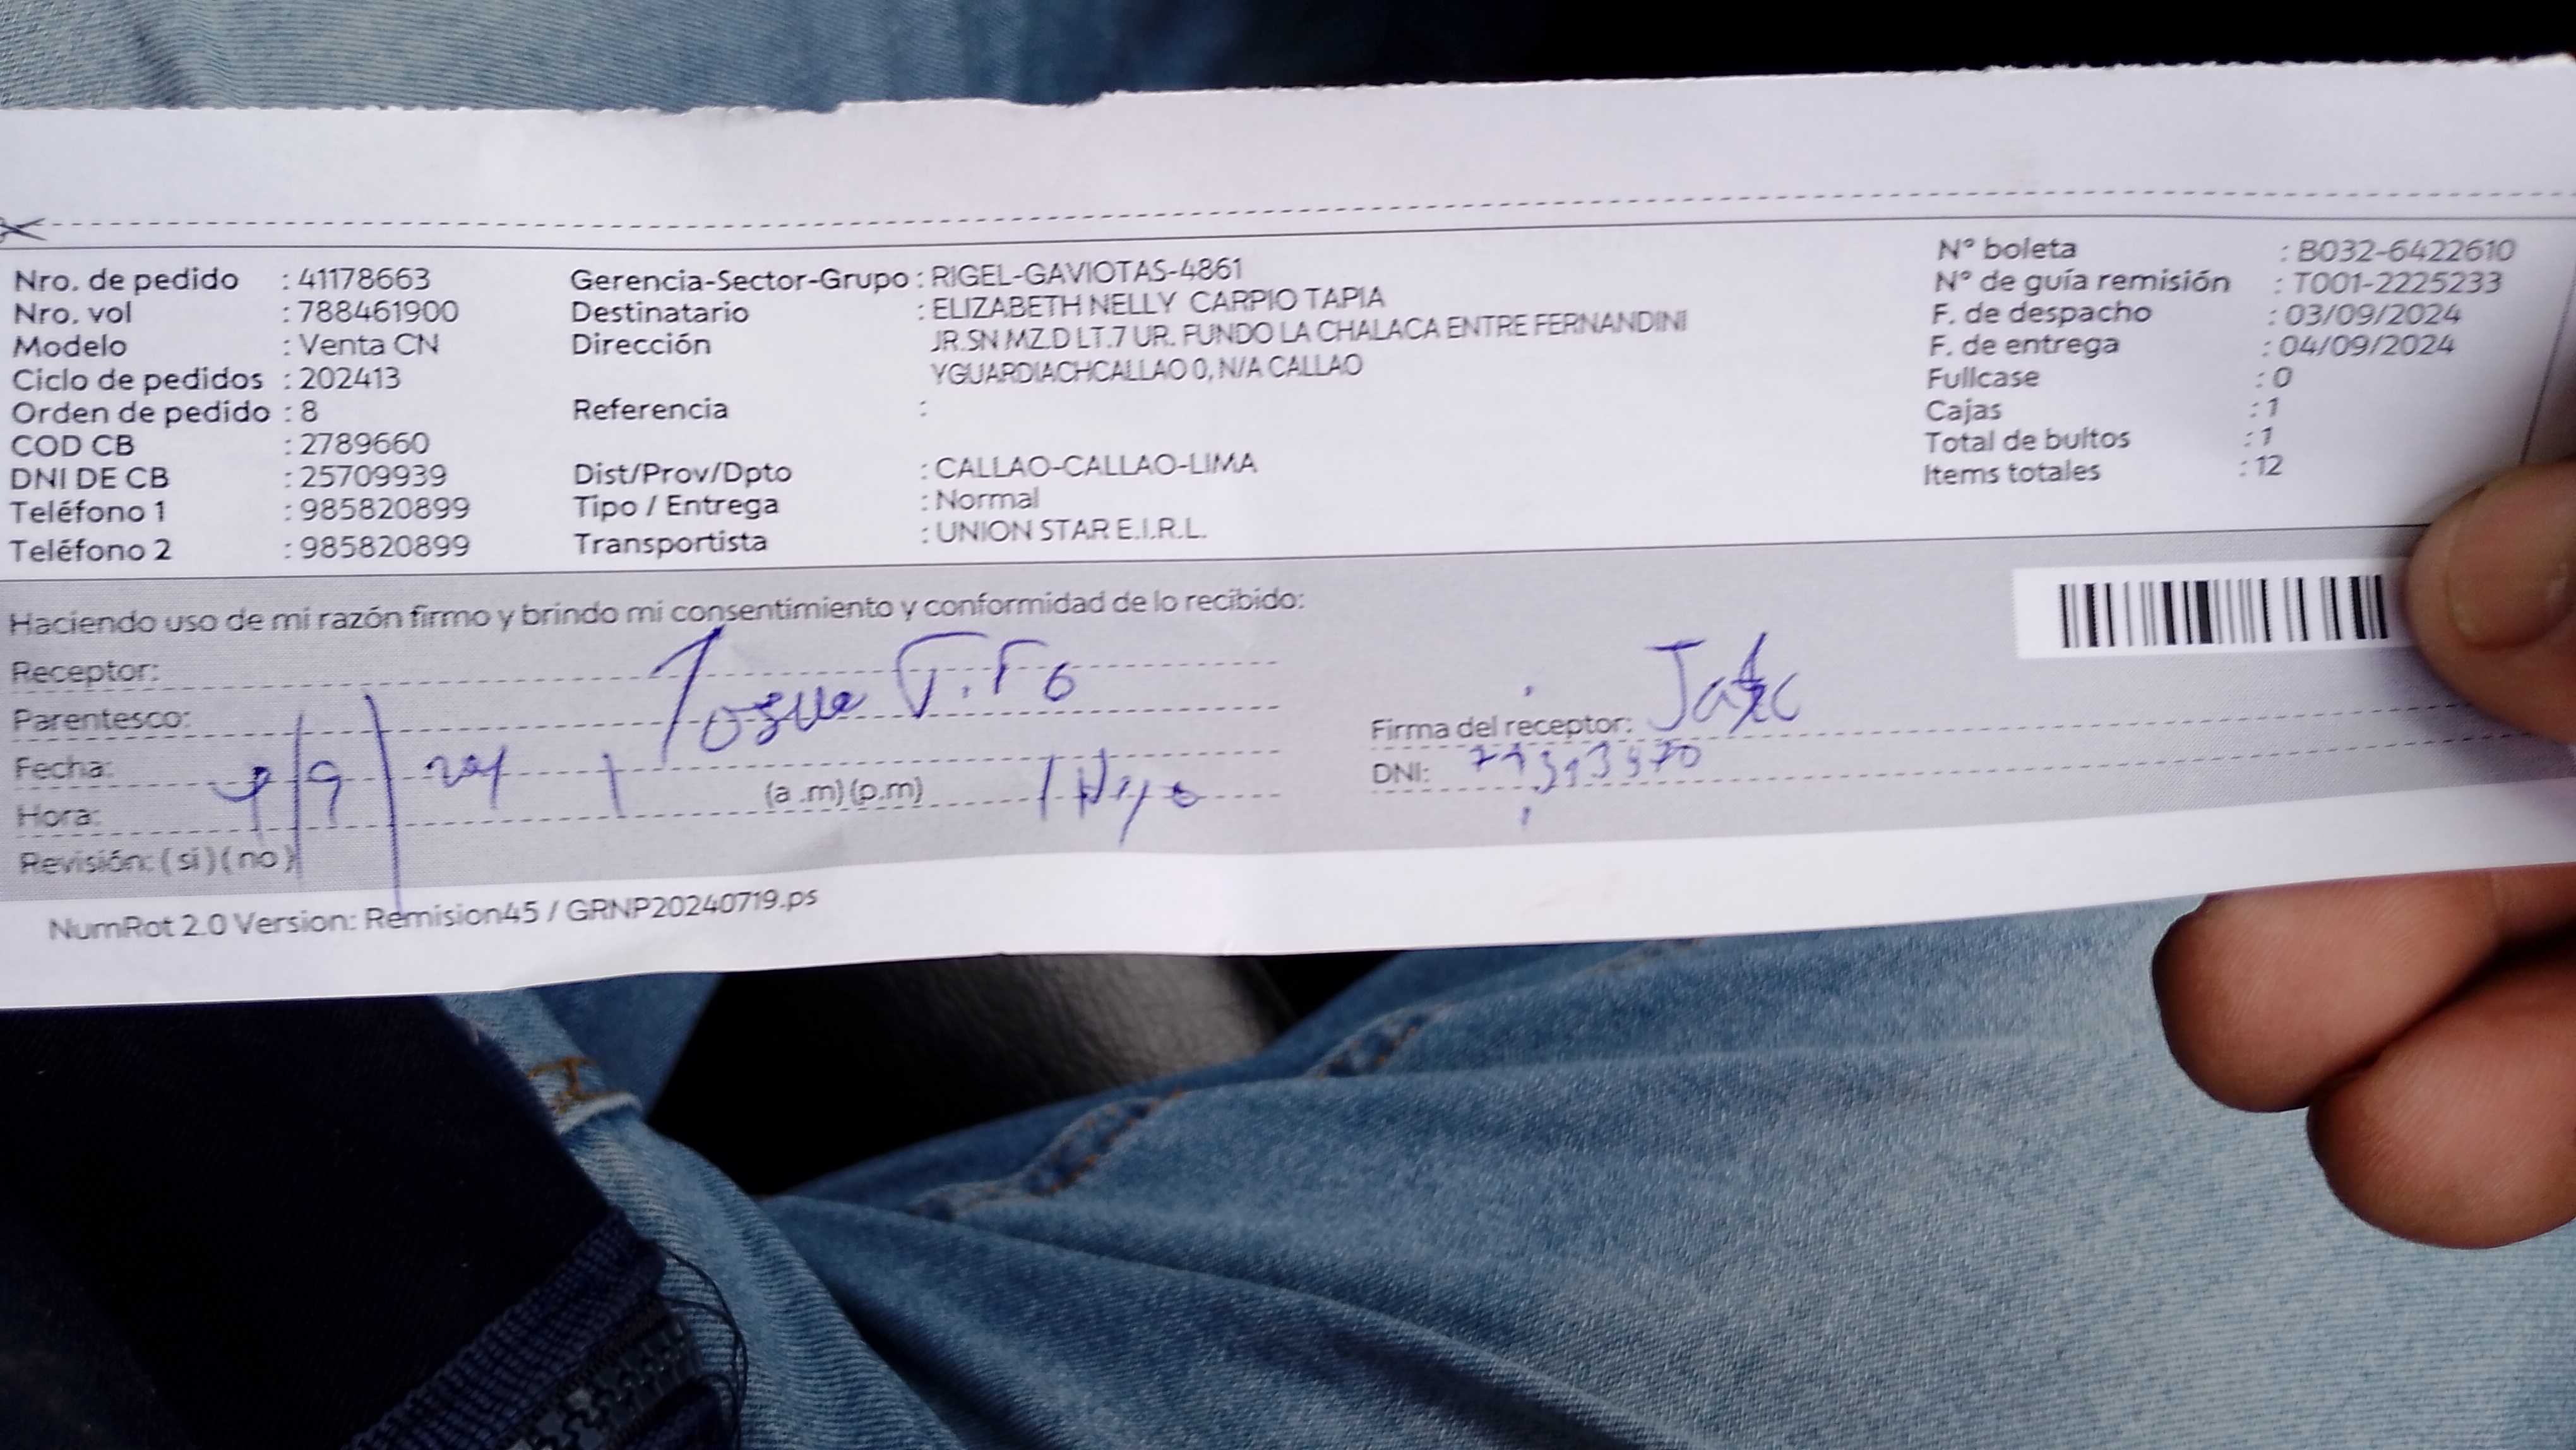 Nro. de pedido : 41178663
Nro. vol : 788461900
Modelo : Venta CN
Ciclo de pedidos : 202413
Orden de pedido : 8
COD CB : 2789660
DNI DE CB : 25709939
Teléfono 1 : 985820899
Teléfono 2 : 985820899
Gerencia-Sector-Grupo : RIGEL-GAVIOTAS-4861
Destinatario : ELIZABETH NELLY CARPIO TAPIA
Dirección JR.SN MZ.D LT.7 UR. FUNDO LA CHALACA ENTRE FERNANDINI
YGUARDIACHCALLAO 0, N/A CALLAO
Referencia :
Dist/Prov/Dpto : CALLAO-CALLAO-LIMA
Tipo / Entrega : Normal
Transportista : UNION STAR E.I.R.L.
N° boleta : B032-6422610
N° de guía remisión : T001-2225233
F. de despacho : 03/09/2024
F. de entrega : 04/09/2024
Fullcase : 0
Cajas : 1
Total de bultos : 1
Items totales : 12
Haciendo uso de mi razón firmo y brindo mi consentimiento y conformidad de lo recibido:
Receptor:
Parentesco: Josue
Fecha: 9
Hora: (a .m) (p.m)
Revisión: ( si ) ( no )
Firma del receptor:
DNI:
NumRot 2.0 Version: Remision45 / GRNP20240719.ps